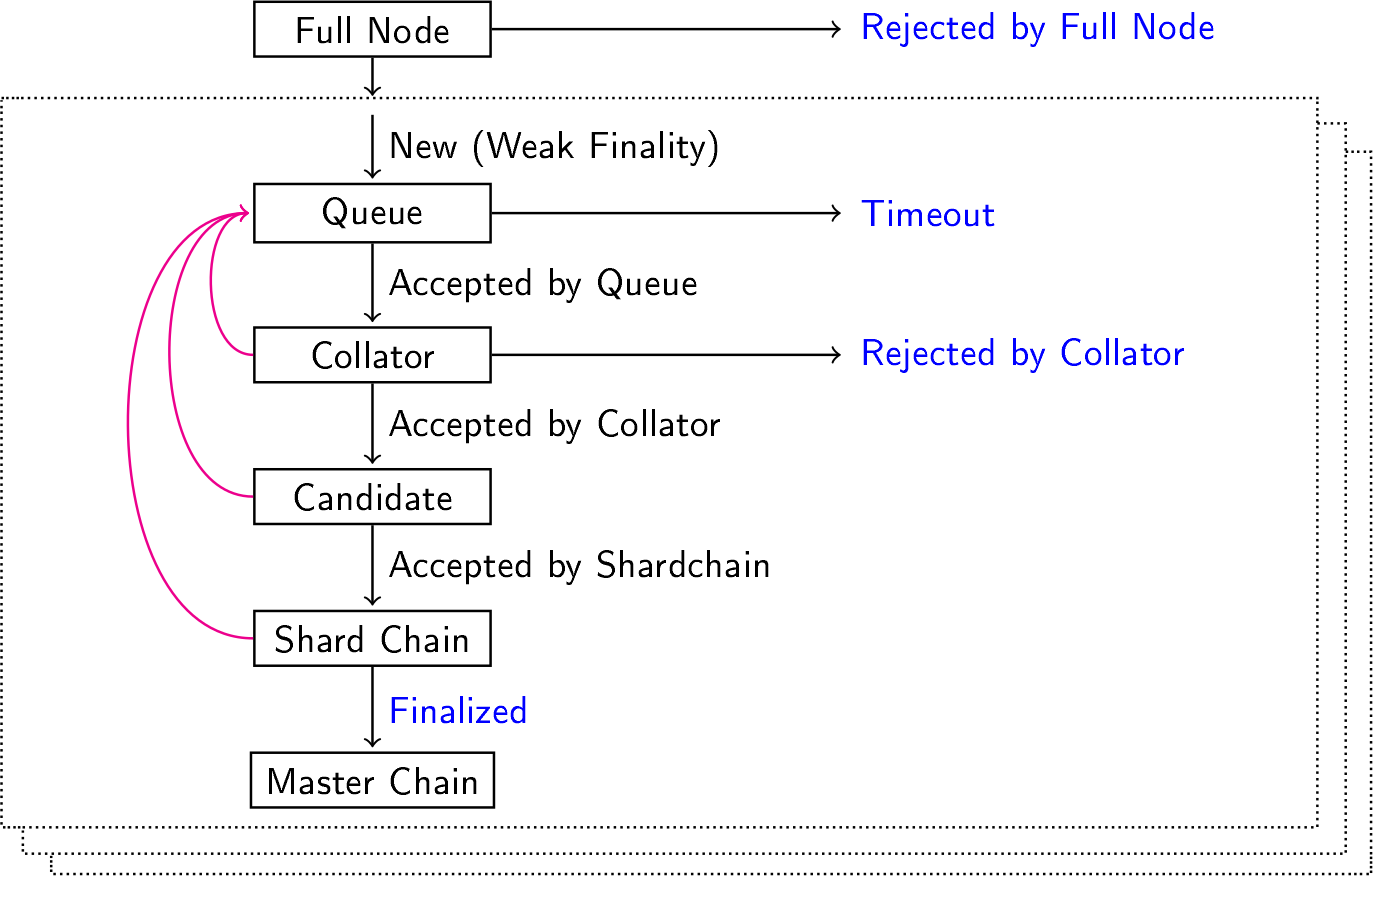 Full Node
Rejected by Full Node
New (Weak Finality)
Queue
Timeout
Accepted by Queue
Collator
Rejected by Collator
Accepted by Collator
Candidate
Accepted by Shardchain
Shard Chain
Finalized
Master Chain